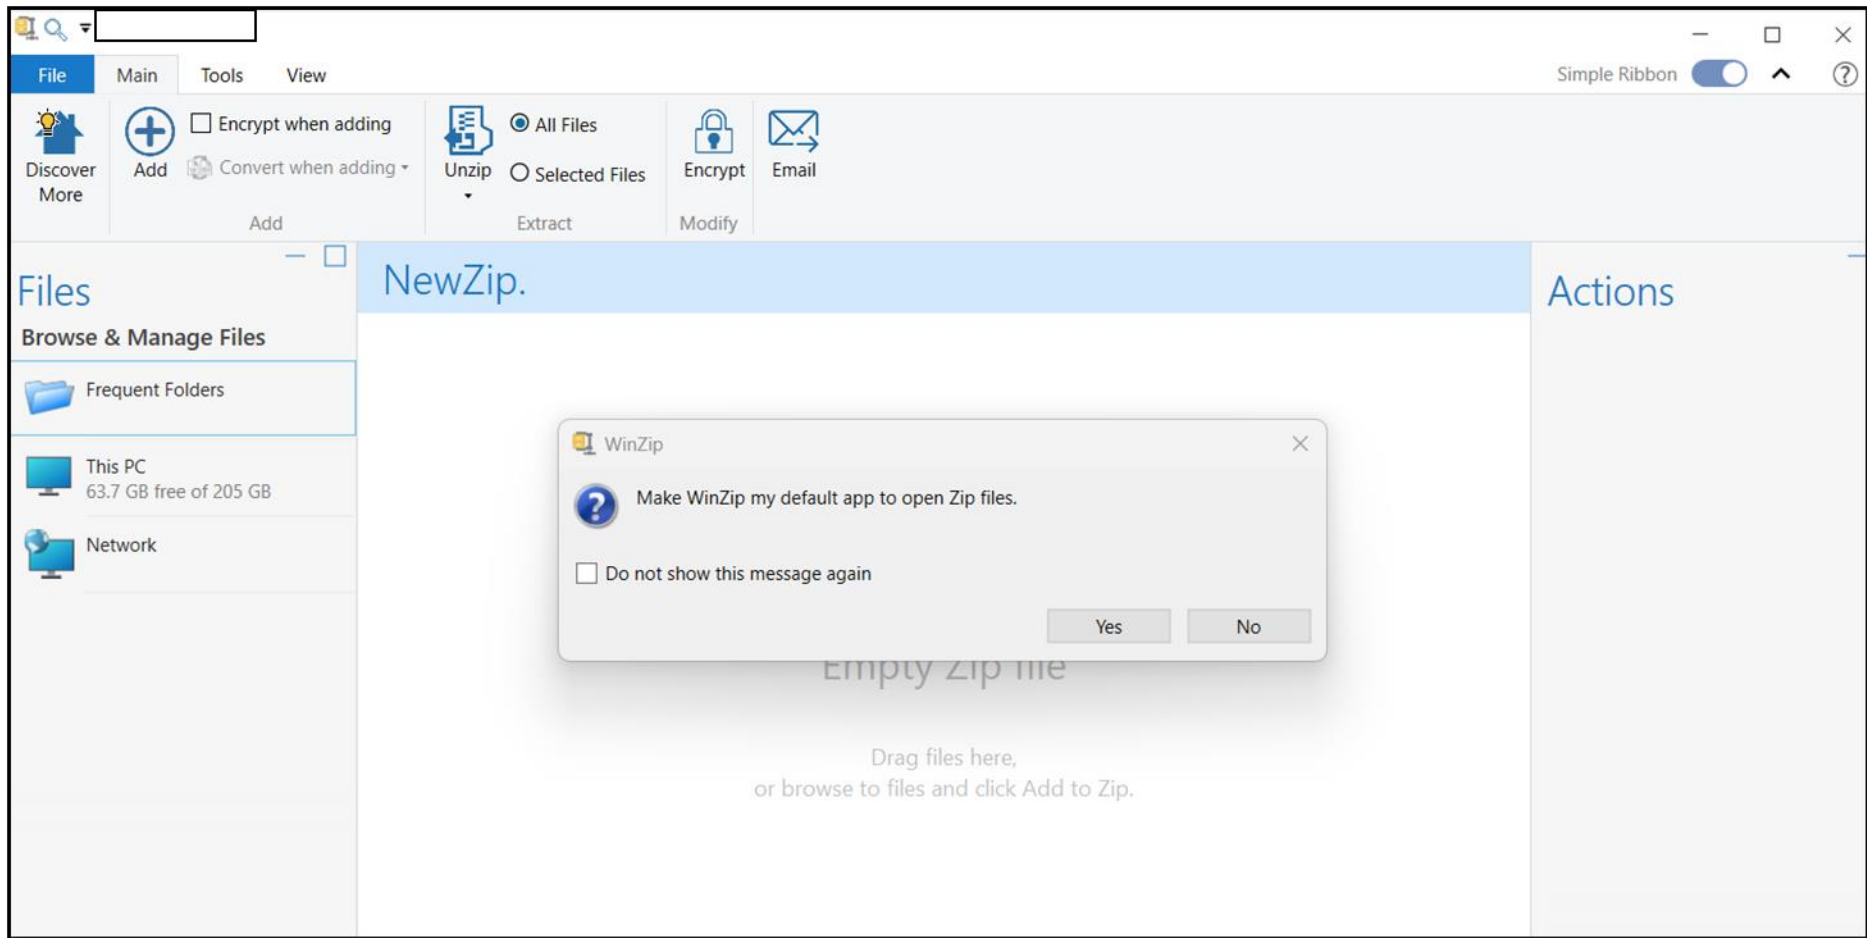 File Main Tools View Simple Ribbon
Discover More
Add
Encrypt when adding
Convert when adding
Add
Unzip
All Files
Selected Files
Extract
Encrypt
Modify
Email
Files
Browse & Manage Files
Frequent Folders
This PC
63.7 GB free of 205 GB
Network
NewZip.
WinZip
Make WinZip my default app to open Zip files.
Do not show this message again
Yes No
Empty Zip file
Drag files here,
or browse to files and click Add to Zip.
Actions